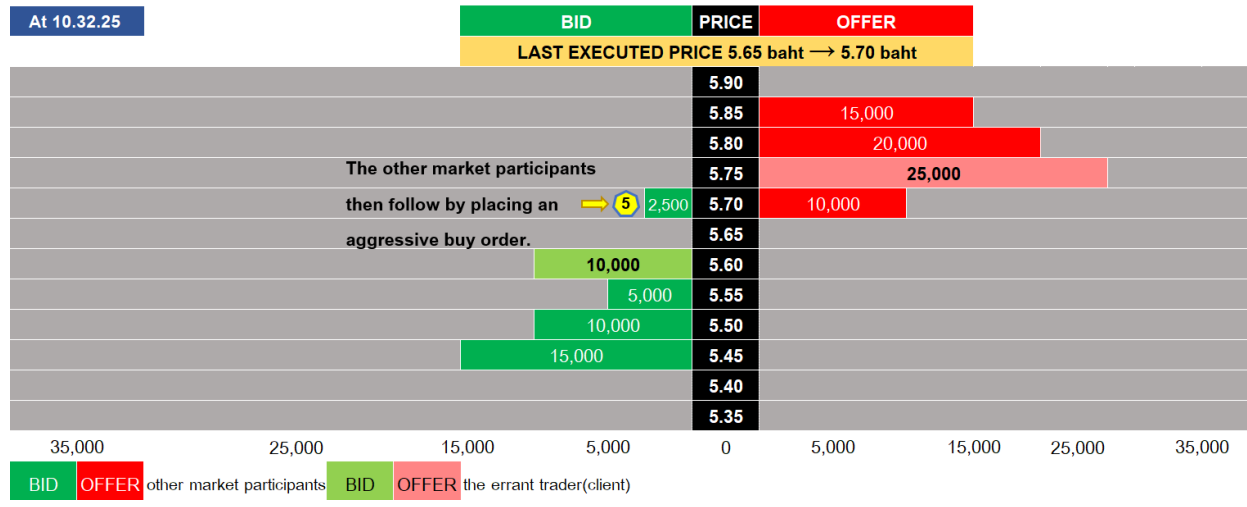 At 10.32.25 BID PRICE OFFER
LAST EXECUTED PRICE 5.65 baht → 5.70 baht
5.90
5.85 15,000
5.80 20,000
The other market participants 5.75 25,000
then follow by placing an 5 2,500 5.70 10,000
aggressive buy order. 5.65
10,000 5.60
5,000 5.55
10,000 5.50
15,000 5.45
5.40
5.35
35,000 25,000 15,000 5,000 0 5,000 15,000 25,000 35,000
BID OFFER other market participants BID OFFER the errant trader(client)